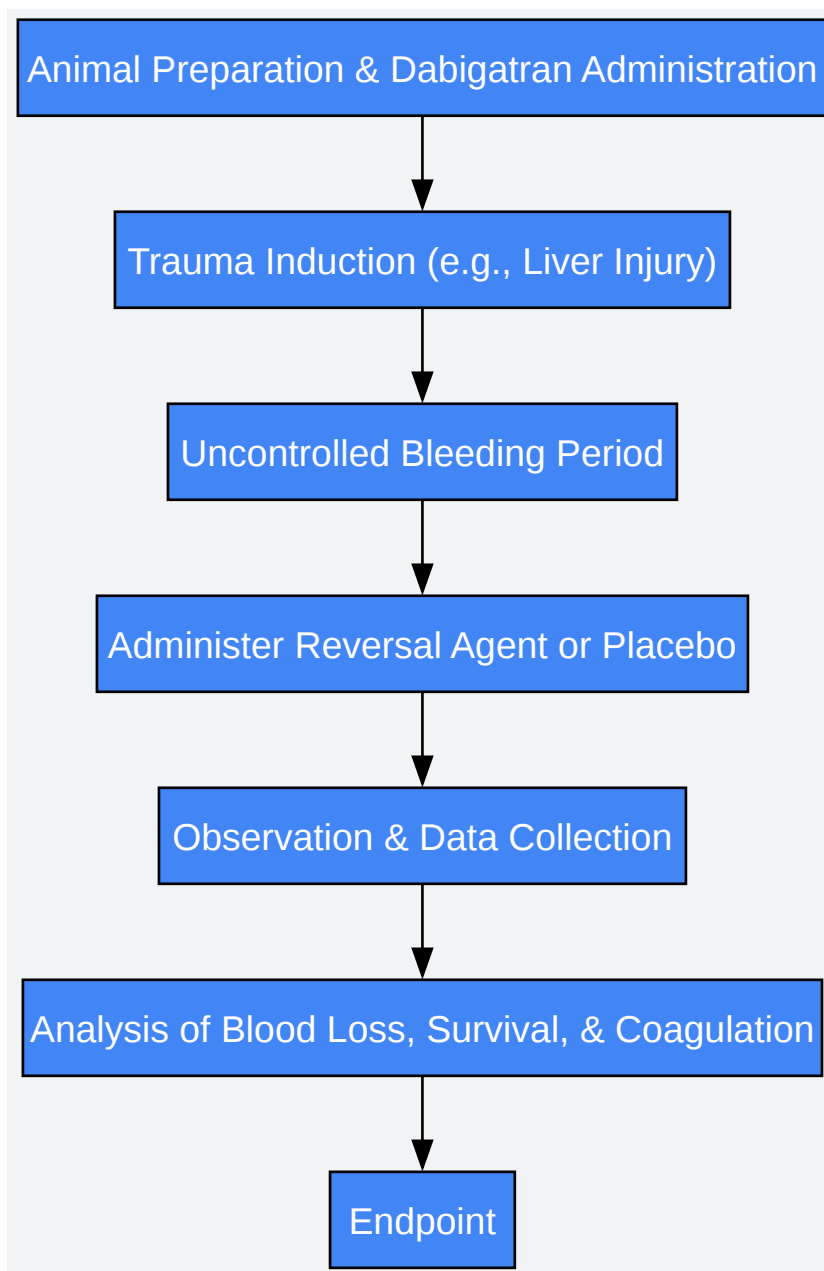 Animal Preparation & Dabigatran Administration
Trauma Induction (e.g., Liver Injury)
Uncontrolled Bleeding Period
Administer Reversal Agent or Placebo
Observation & Data Collection
Analysis of Blood Loss, Survival, & Coagulation
Endpoint